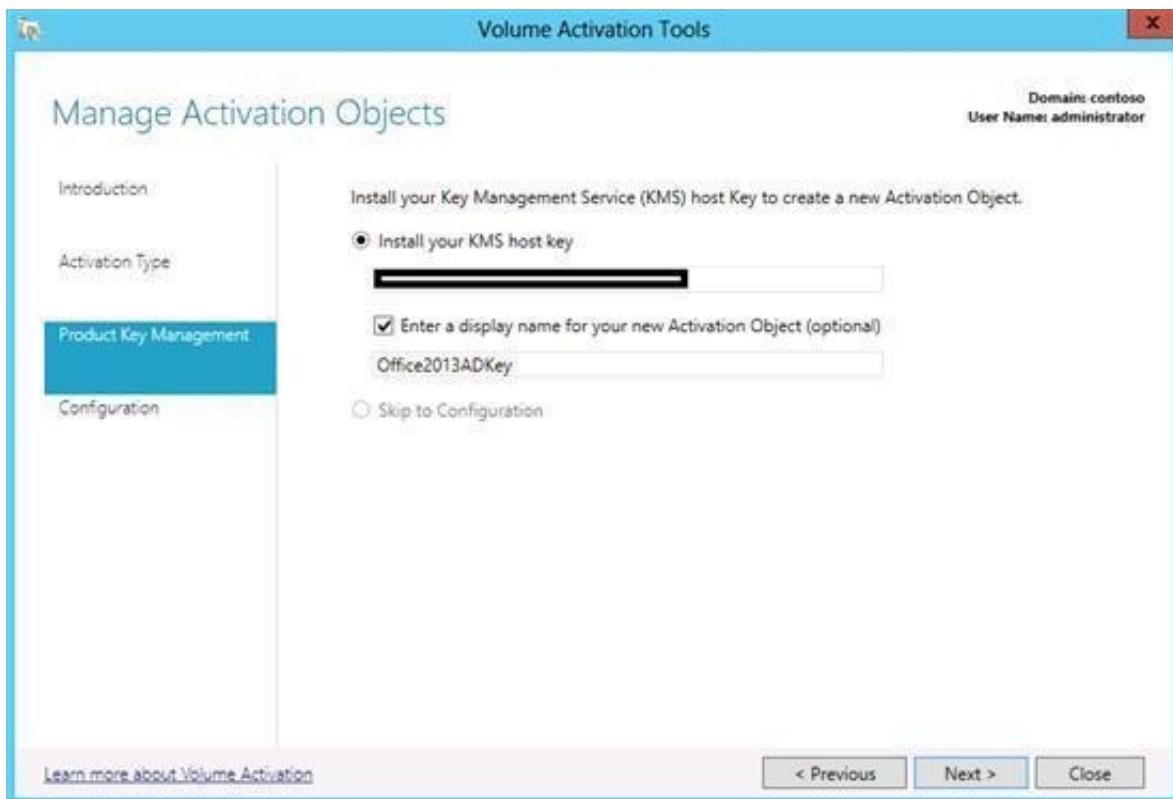 Volume Activation Tools
x
Manage Activation Objects
Domain: contoso
User Name: administrator
Introduction
Activation Type
Product Key Management
Configuration
Install your Key Management Service (KMS) host Key to create a new Activation Object.
Install your KMS host key
Enter a display name for your new Activation Object (optional)
Office2013ADKey
Skip to Configuration
Learn more about Volume Activation
< Previous
Next >
Close